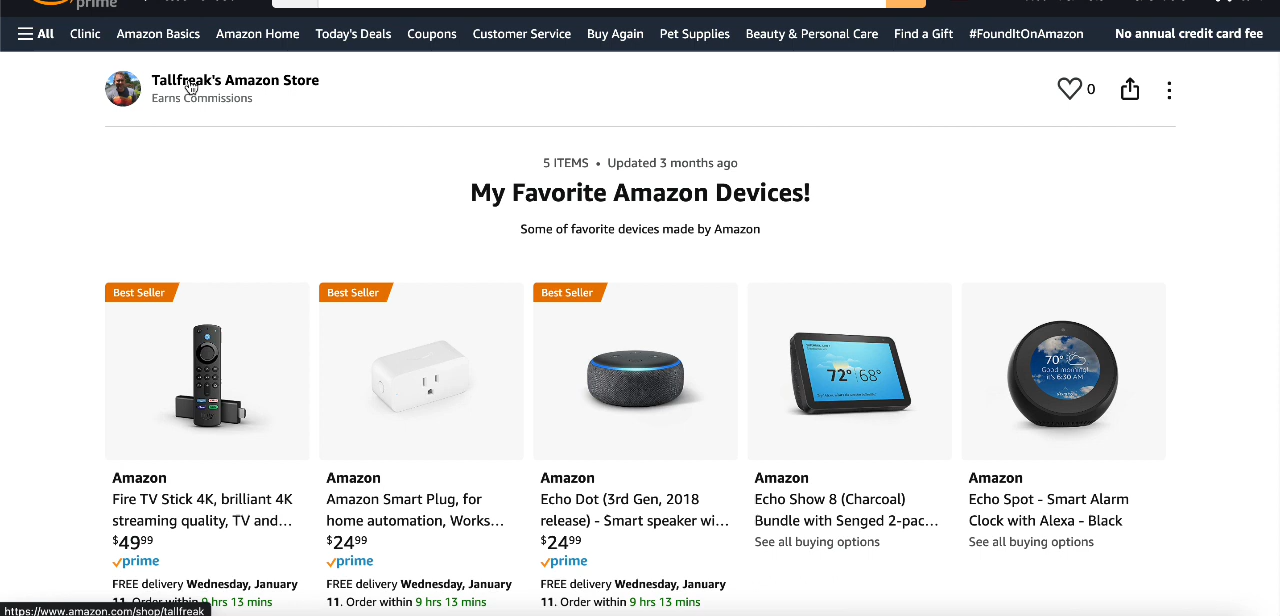 prime
All Clinic Amazon Basics Amazon Home Today's Deals Coupons Customer Service Buy Again Pet Supplies Beauty & Personal Care Find a Gift #FoundItOnAmazon No annual credit card fee
Tallfreak's Amazon Store
Earns Commissions
0
5 ITEMS • Updated 3 months ago
My Favorite Amazon Devices!
Some of favorite devices made by Amazon
Best Seller Best Seller Best Seller
72° 68°
70°
Good morning!
it's 6:30 AM
Amazon Amazon Amazon Amazon Amazon
Fire TV Stick 4K, brilliant 4K Amazon Smart Plug, for Echo Dot (3rd Gen, 2018 Echo Show 8 (Charcoal) Echo Spot - Smart Alarm
streaming quality, TV and... home automation, Works... release) - Smart speaker wi... Bundle with Senged 2-pac... Clock with Alexa - Black
$4999 $2499 $2499 See all buying options See all buying options
prime prime prime
FREE delivery Wednesday, January FREE delivery Wednesday, January FREE delivery Wednesday, January
11. Order within 9 hrs 13 mins 11. Order within 9 hrs 13 mins 11. Order within 9 hrs 13 mins
https://www.amazon.com/shop/tallfreak